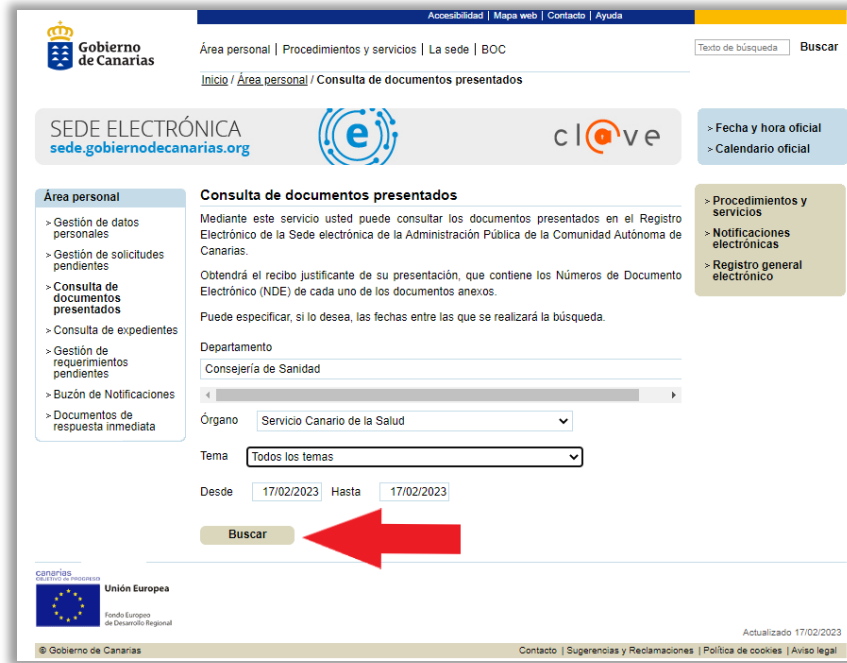 Accesibilidad | Mapa web | Contacto | Ayuda
Gobierno
de Canarias
Área personal | Procedimientos y servicios | La sede | BOC
Texto de búsqueda Buscar
Inicio / Área personal / Consulta de documentos presentados
SEDE ELECTRÓNICA
sede.gobiernodecanarias.org
e
cl@ve
> Fecha y hora oficial
> Calendario oficial
Área personal
> Gestión de datos
personales
> Gestión de solicitudes
pendientes
> Consulta de
documentos
presentados
> Consulta de expedientes
> Gestión de
requerimientos
pendientes
> Buzón de Notificaciones
> Documentos de
respuesta inmediata
Consulta de documentos presentados
Mediante este servicio usted puede consultar los documentos presentados en el Registro
Electrónico de la Sede electrónica de la Administración Pública de la Comunidad Autónoma de
Canarias.
Obtendrá el recibo justificante de su presentación, que contiene los Números de Documento
Electrónico (NDE) de cada uno de los documentos anexos.
Puede especificar, si lo desea, las fechas entre las que se realizará la búsqueda.
Departamento
Consejería de Sanidad
Órgano Servicio Canario de la Salud
Tema Todos los temas
Desde 17/02/2023 Hasta 17/02/2023
Buscar
> Procedimientos y
servicios
> Notificaciones
electrónicas
> Registro general
electrónico
canarias
OBJETIVO DE PROGRESO
Unión Europea
Fondo Europeo
de Desarrollo Regional
Actualizado 17/02/2023
© Gobierno de Canarias
Contacto | Sugerencias y Reclamaciones | Política de cookies | Aviso legal